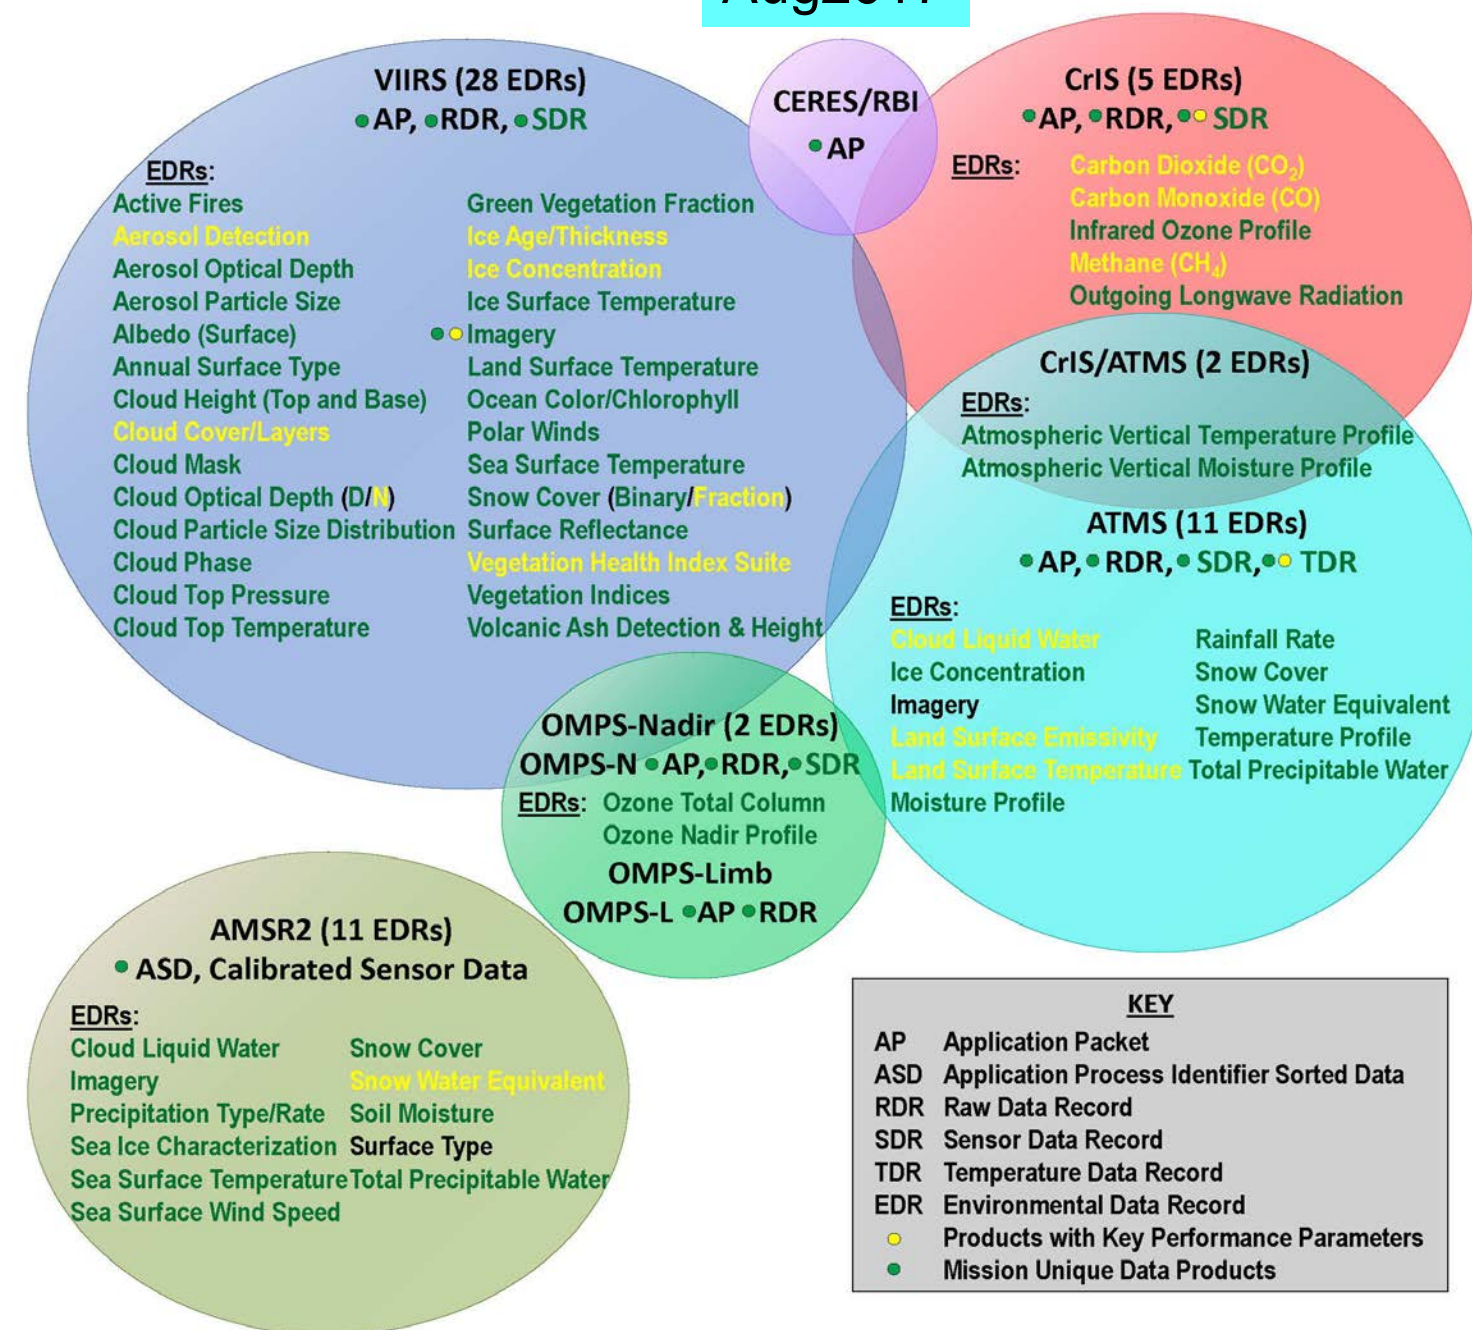 VIIRS (28 EDRs)
AP, RDR, SDR
EDRs:
Active Fires
Aerosol Detection
Aerosol Optical Depth
Aerosol Particle Size
Albedo (Surface)
Annual Surface Type
Cloud Height (Top and Base)
Cloud Cover/Layers
Cloud Mask
Cloud Optical Depth (D/N)
Cloud Particle Size Distribution
Cloud Phase
Cloud Top Pressure
Cloud Top Temperature
Green Vegetation Fraction
Ice Age/Thickness
Ice Concentration
Ice Surface Temperature
Imagery
Land Surface Temperature
Ocean Color/Chlorophyll
Polar Winds
Sea Surface Temperature
Snow Cover (Binary/Fraction)
Surface Reflectance
Vegetation Health Index Suite
Vegetation Indices
Volcanic Ash Detection & Height
CERES/RBI
AP
CrIS (5 EDRs)
AP, RDR, SDR
EDRs:
Carbon Dioxide (CO₂)
Carbon Monoxide (CO)
Infrared Ozone Profile
Methane (CH₄)
Outgoing Longwave Radiation
CrIS/ATMS (2 EDRs)
EDRs:
Atmospheric Vertical Temperature Profile
Atmospheric Vertical Moisture Profile
ATMS (11 EDRs)
AP, RDR, SDR, TDR
EDRs:
Cloud Liquid Water
Ice Concentration
Imagery
Land Surface Emissivity
Land Surface Temperature
Moisture Profile
Rainfall Rate
Snow Cover
Snow Water Equivalent
Temperature Profile
Total Precipitable Water
OMPS-Nadir (2 EDRs)
OMPS-N AP, RDR, SDR
EDRs: Ozone Total Column
Ozone Nadir Profile
OMPS-Limb
OMPS-L AP RDR
AMSR2 (11 EDRs)
ASD, Calibrated Sensor Data
EDRs:
Cloud Liquid Water
Imagery
Precipitation Type/Rate
Sea Ice Characterization
Sea Surface Temperature
Sea Surface Wind Speed
Snow Cover
Snow Water Equivalent
Soil Moisture
Surface Type
Total Precipitable Water
KEY
AP Application Packet
ASD Application Process Identifier Sorted Data
RDR Raw Data Record
SDR Sensor Data Record
TDR Temperature Data Record
EDR Environmental Data Record
Products with Key Performance Parameters
Mission Unique Data Products